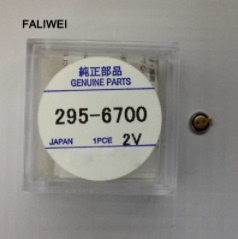 FALIWEI
純正部品
GENUINE PARTS
295-6700
JAPAN 1PCE 2V